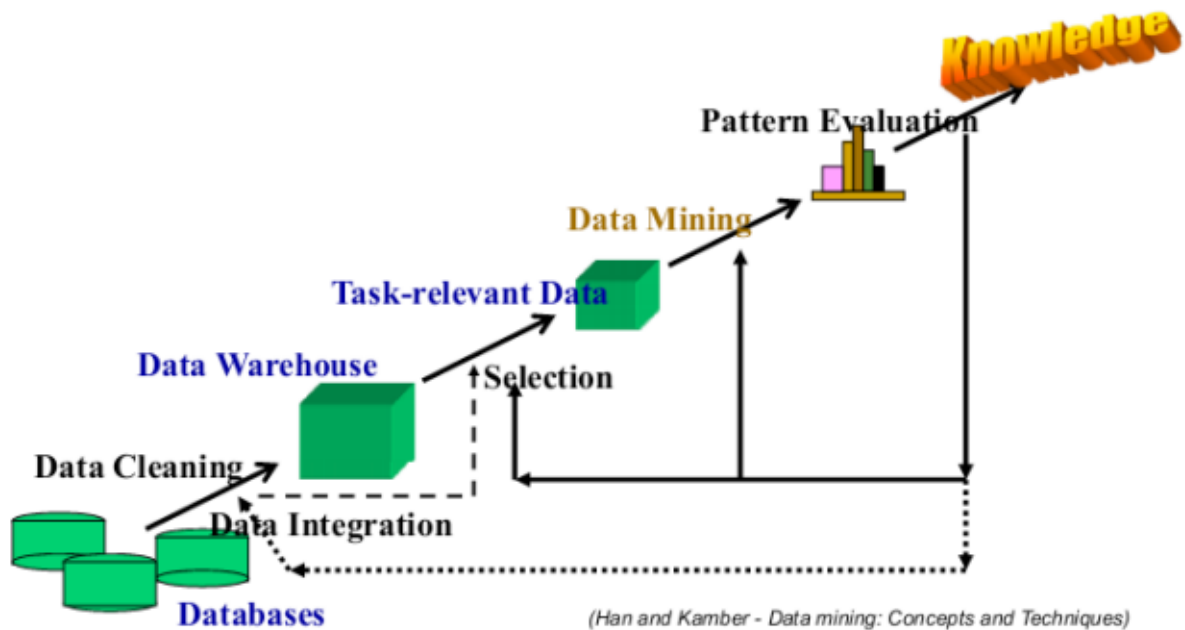 Knowledge
Pattern Evaluation
Data Mining
Task-relevant Data
Data Warehouse
Selection
Data Cleaning
Data Integration
Databases
(Han and Kamber - Data mining: Concepts and Techniques)